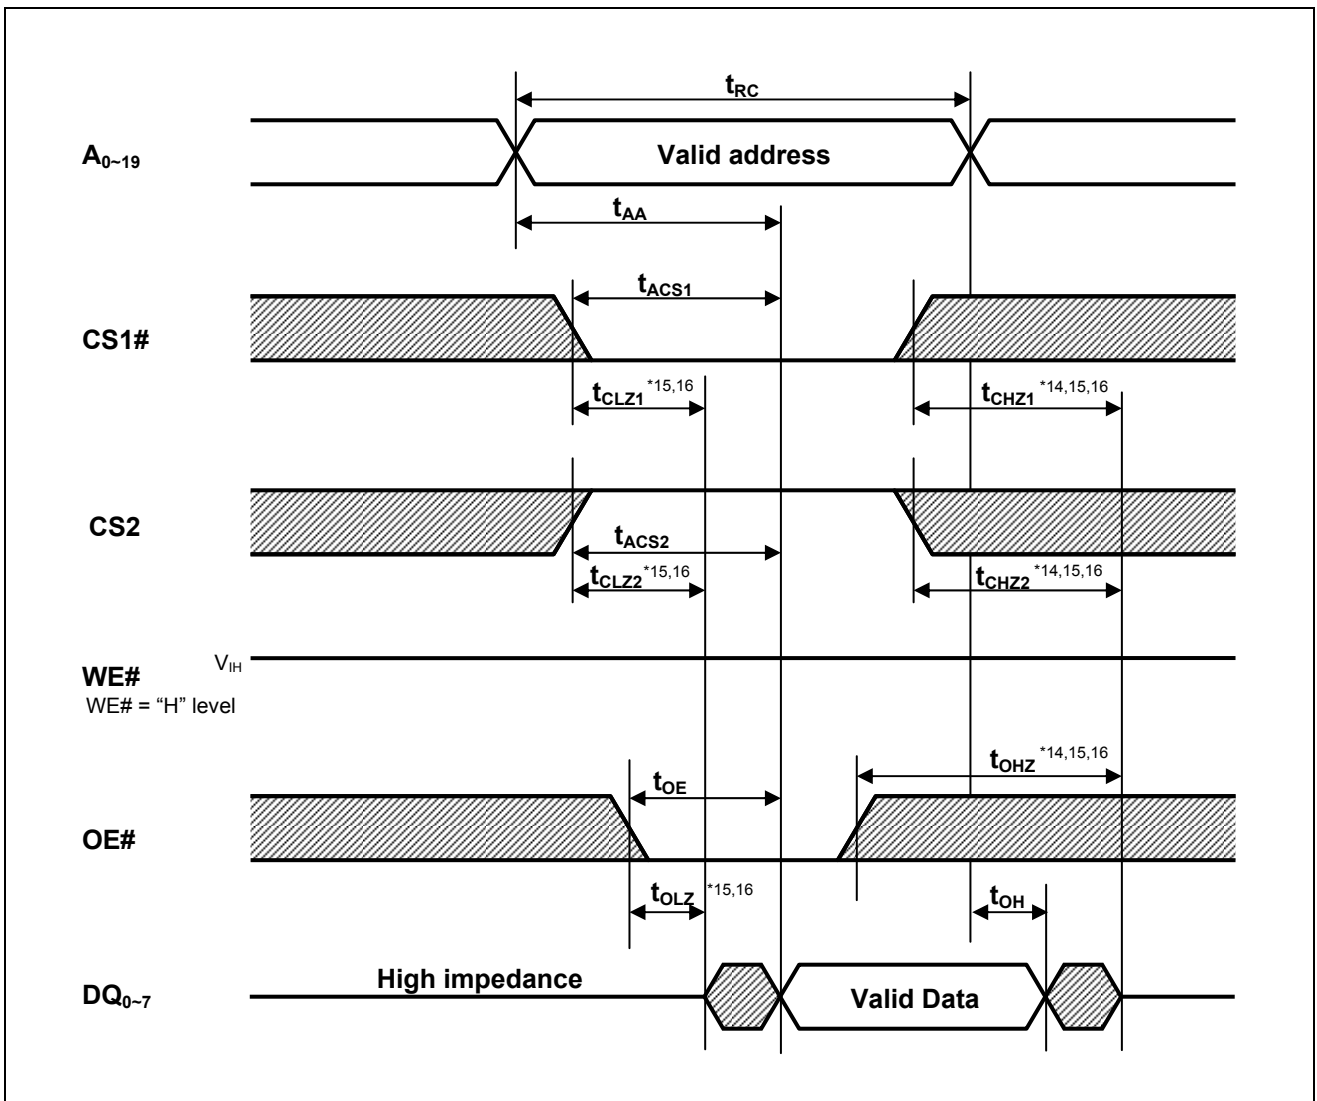 tRC
A0~19
Valid address
tAA
tACS1
CS1#
tCLZ1 *15,16
tCHZ1 *14,15,16
CS2
tACS2
tCLZ2 *15,16
tCHZ2 *14,15,16
WE#
VIH
WE# = “H” level
tOHZ *14,15,16
tOE
OE#
tOLZ *15,16
tOH
High impedance
DQ0~7
Valid Data